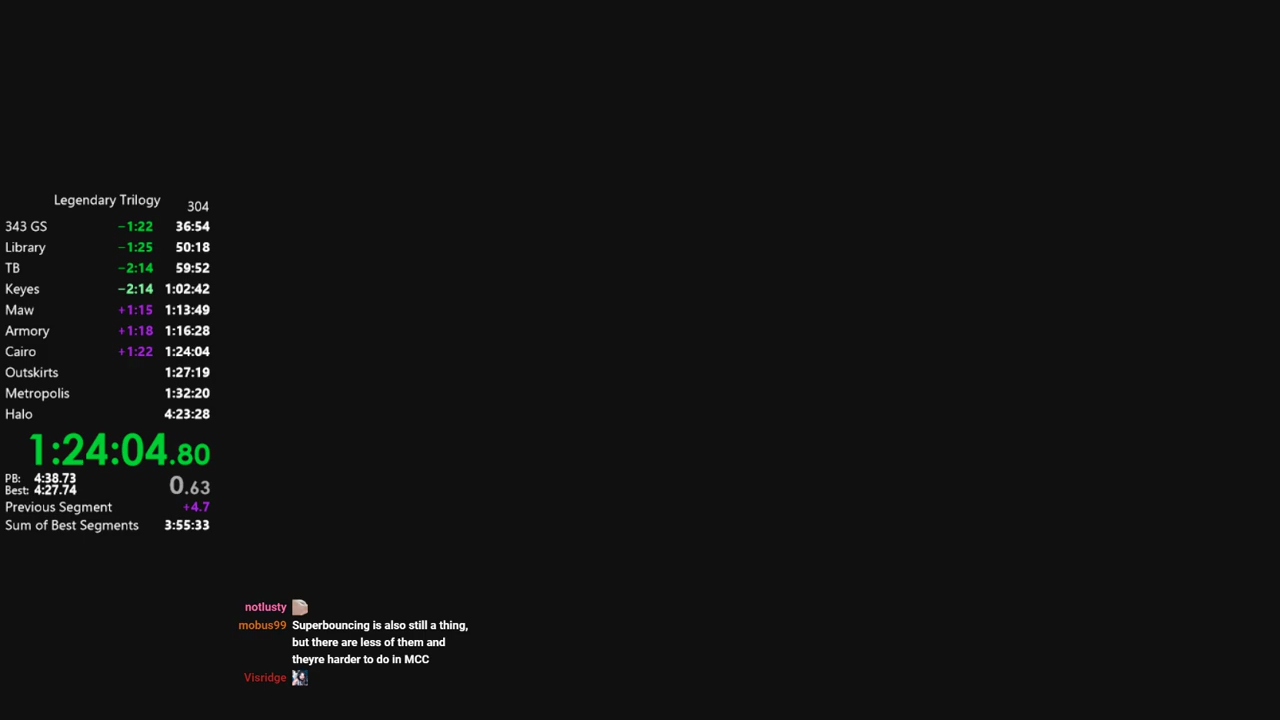 Legendary Trilogy 304
343 GS −1:22 36:54
Library −1:25 50:18
TB −2:14 59:52
Keyes −2:14 1:02:42
Maw +1:15 1:13:49
Armory +1:18 1:16:28
Cairo +1:22 1:24:04
Outskirts 1:27:19
Metropolis 1:32:20
Halo 4:23:28
1:24:04.80
PB: 4:38.73 0.63
Best: 4:27.74
Previous Segment +4.7
Sum of Best Segments 3:55:33
notlusty
mobus99 Superbouncing is also still a thing,
but there are less of them and
theyre harder to do in MCC
Visridge